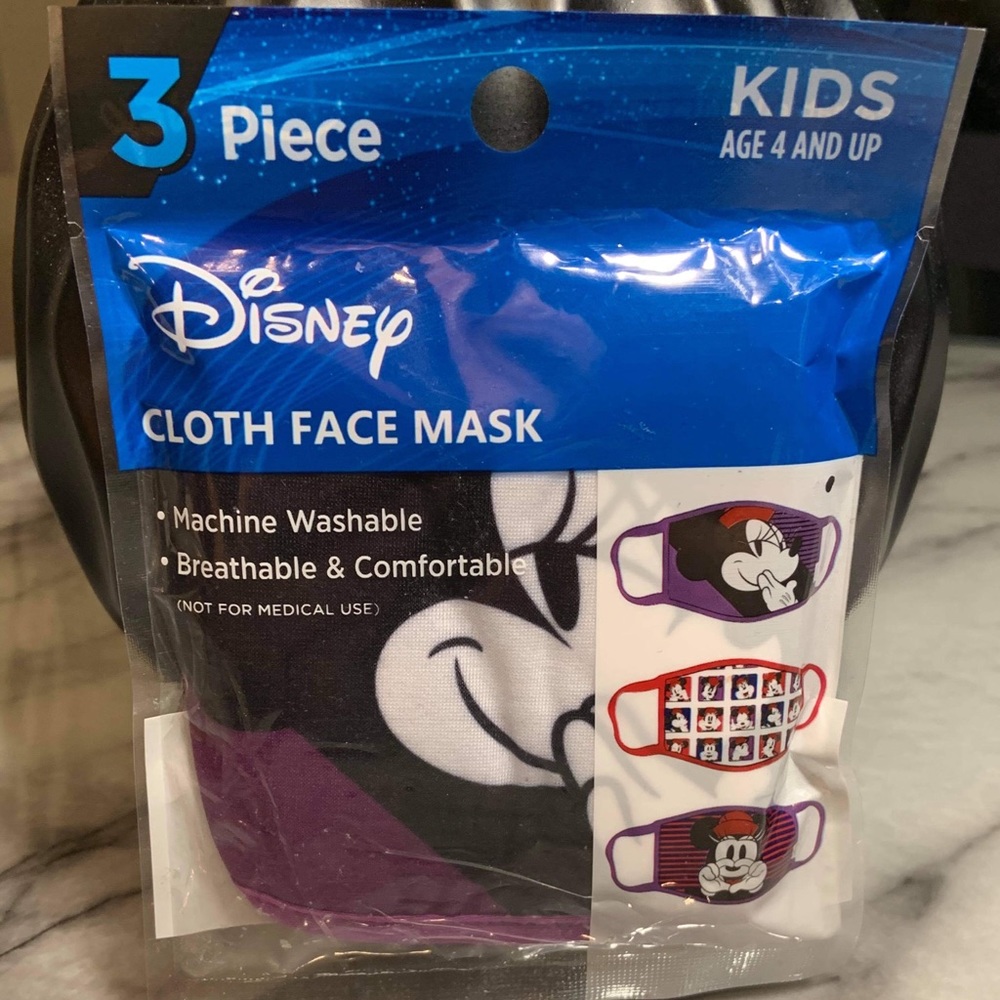 3 Piece
KIDS
AGE 4 AND UP
Disney
CLOTH FACE MASK
• Machine Washable
• Breathable & Comfortable
(NOT FOR MEDICAL USE)